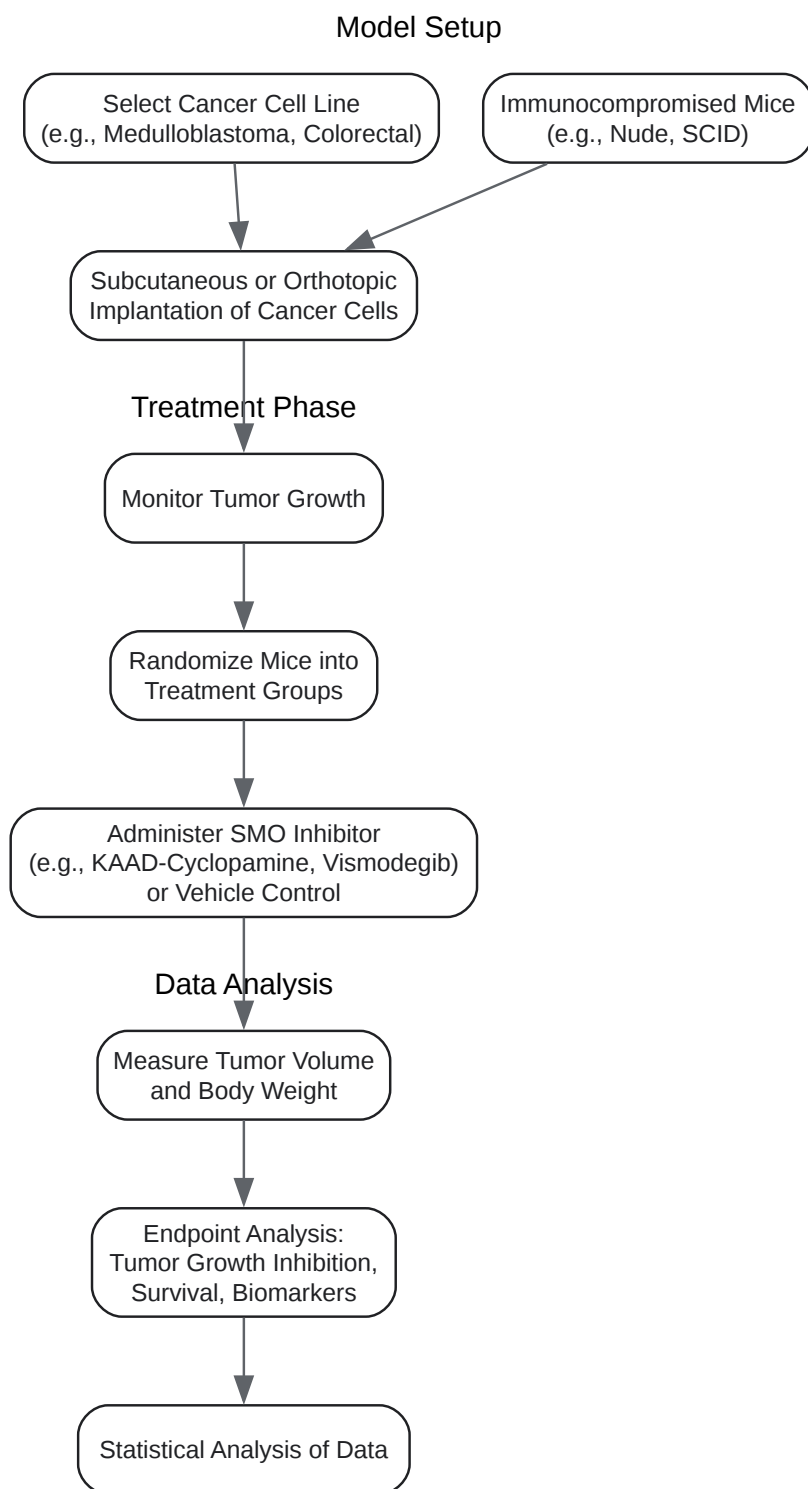 Model Setup
Select Cancer Cell Line
(e.g., Medulloblastoma, Colorectal)
Immunocompromised Mice
(e.g., Nude, SCID)
Subcutaneous or Orthotopic
Implantation of Cancer Cells
Treatment Phase
Monitor Tumor Growth
Randomize Mice into
Treatment Groups
Administer SMO Inhibitor
(e.g., KAAD-Cyclopamine, Vismodegib)
or Vehicle Control
Data Analysis
Measure Tumor Volume
and Body Weight
Endpoint Analysis:
Tumor Growth Inhibition,
Survival, Biomarkers
Statistical Analysis of Data